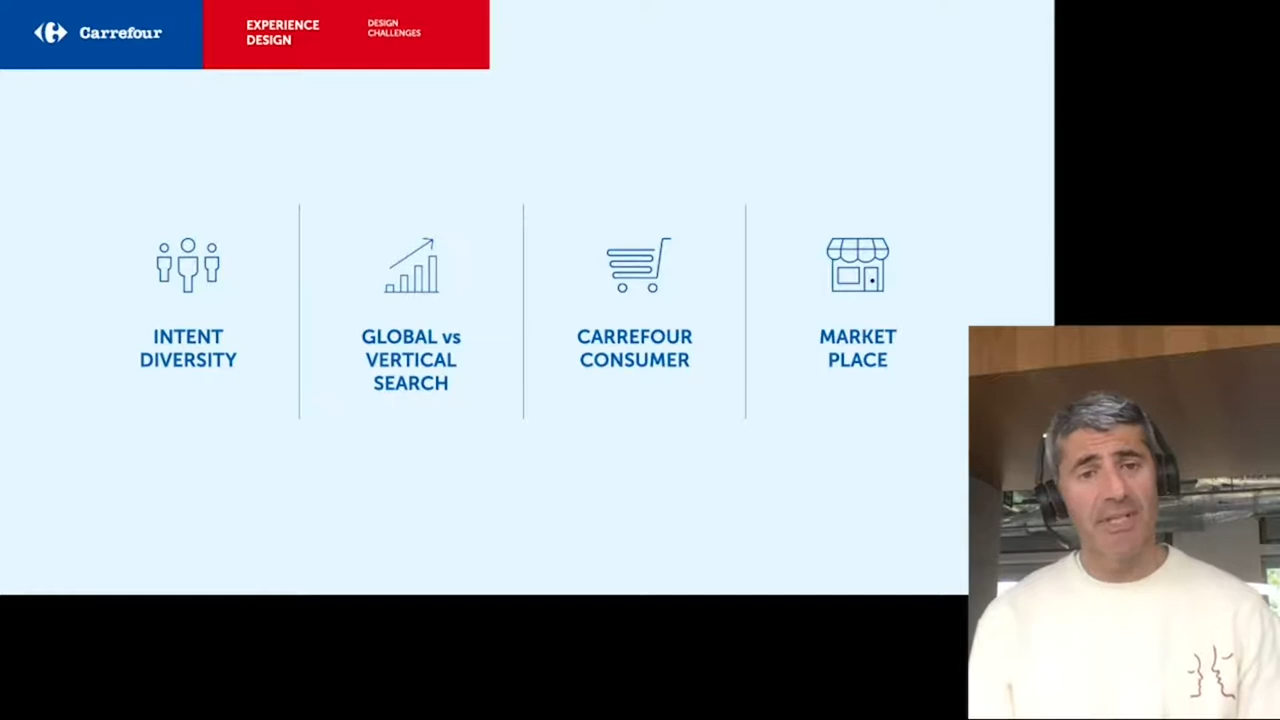 Carrefour
EXPERIENCE
DESIGN
DESIGN
CHALLENGES
INTENT
DIVERSITY
GLOBAL vs
VERTICAL
SEARCH
CARREFOUR
CONSUMER
MARKET
PLACE